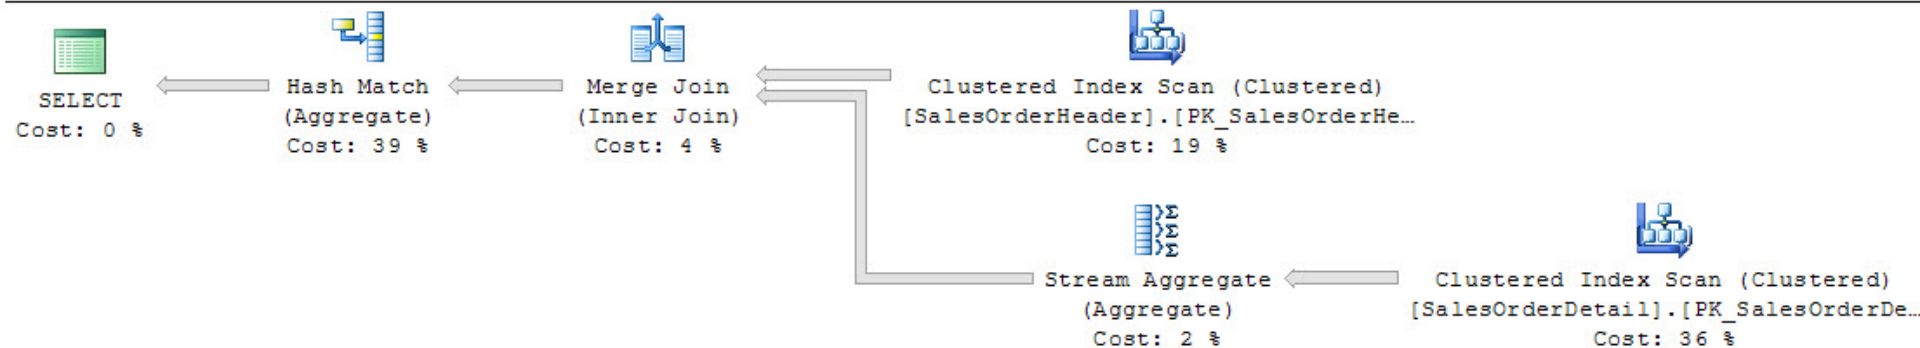 SELECT
Cost: 0 %
Hash Match
(Aggregate)
Cost: 39 %
Merge Join
(Inner Join)
Cost: 4 %
Clustered Index Scan (Clustered)
[SalesOrderHeader].[PK_SalesOrderHe…
Cost: 19 %
Stream Aggregate
(Aggregate)
Cost: 2 %
Clustered Index Scan (Clustered)
[SalesOrderDetail].[PK_SalesOrderDe…
Cost: 36 %